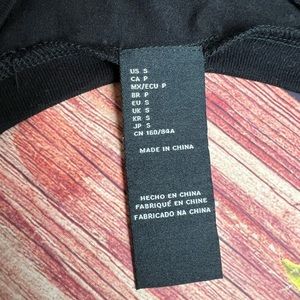 US S
CA P
MX/ECU P
BR P
EU S
UK S
KR S
JP S
CN 160/84A
MADE IN CHINA
HECHO EN CHINA
FABRIQUÉ EN CHINE
FABRICADO NA CHINA